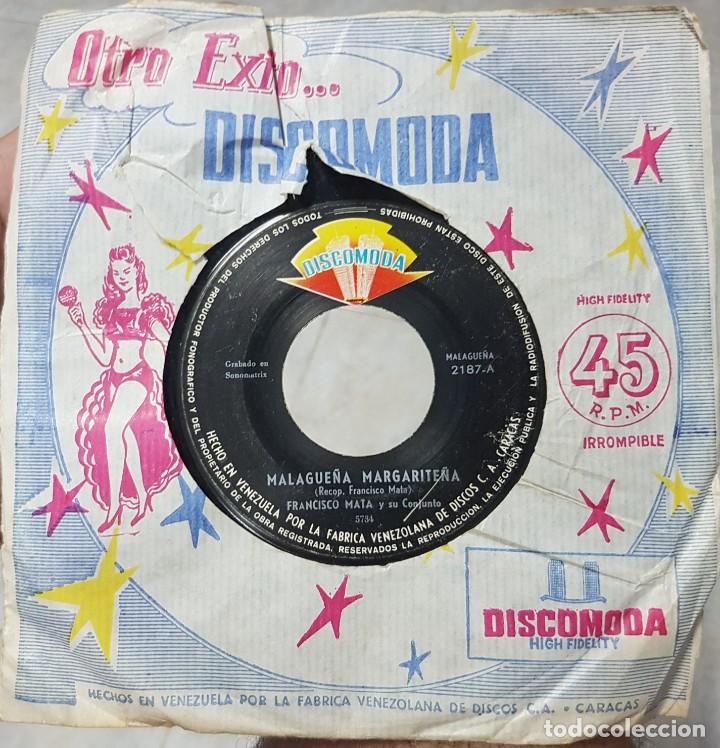 Otro Exito...
DISCOMODA
DISCOMODA
TODOS LOS DERECHOS DEL PRODUCTOR FONOGRAFICO Y DEL PROPIETARIO DE LA OBRA REGISTRADA, RESERVADOS LA REPRODUCCION, LA EJECUCION PUBLICA Y LA RADIODIFUSION DE ESTE DISCO ESTAN PROHIBIDAS
Grabado en
Sonomatrix
MALAGUEÑA
2187-A
MALAGUEÑA MARGARITEÑA
(Recop. Francisco Mata)
FRANCISCO MATA y su Conjunto
5734
HECHO EN VENEZUELA POR LA FABRICA VENEZOLANA DE DISCOS C.A. CARACAS
HIGH FIDELITY
45
R.P.M.
IRROMPIBLE
DISCOMODA
HIGH FIDELITY
HECHOS EN VENEZUELA POR LA FABRICA VENEZOLANA DE DISCOS C.A. • CARACAS
todocoleccion